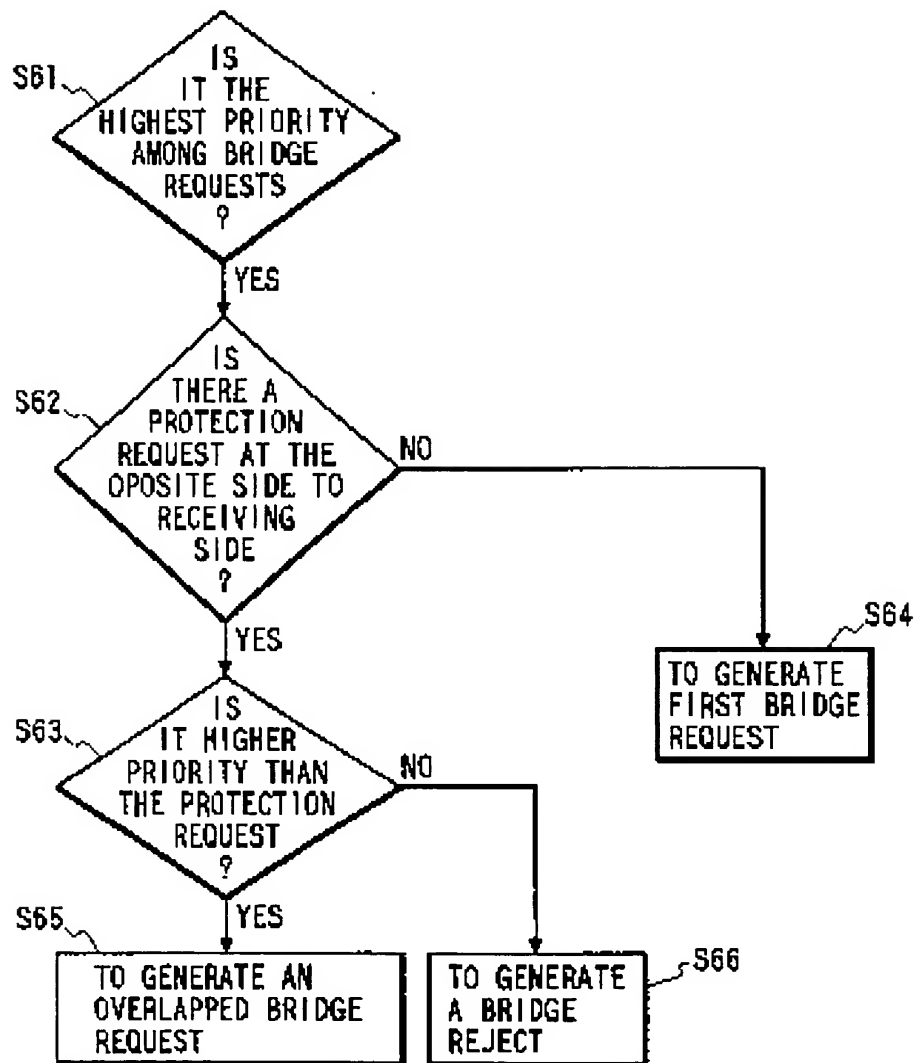 S61
IS
IT THE
HIGHEST PRIORITY
AMONG BRIDGE
REQUESTS
?
YES
S62
IS
THERE A
PROTECTION
REQUEST AT THE
OPOSITE SIDE TO
RECEIVING
SIDE
?
NO
YES
S64
TO GENERATE
FIRST BRIDGE
REQUEST
S63
IS
IT HIGHER
PRIORITY THAN
THE PROTECTION
REQUEST
?
NO
YES
S65
TO GENERATE AN
OVERLAPPED BRIDGE
REQUEST
S66
TO GENERATE
A BRIDGE
REJECT